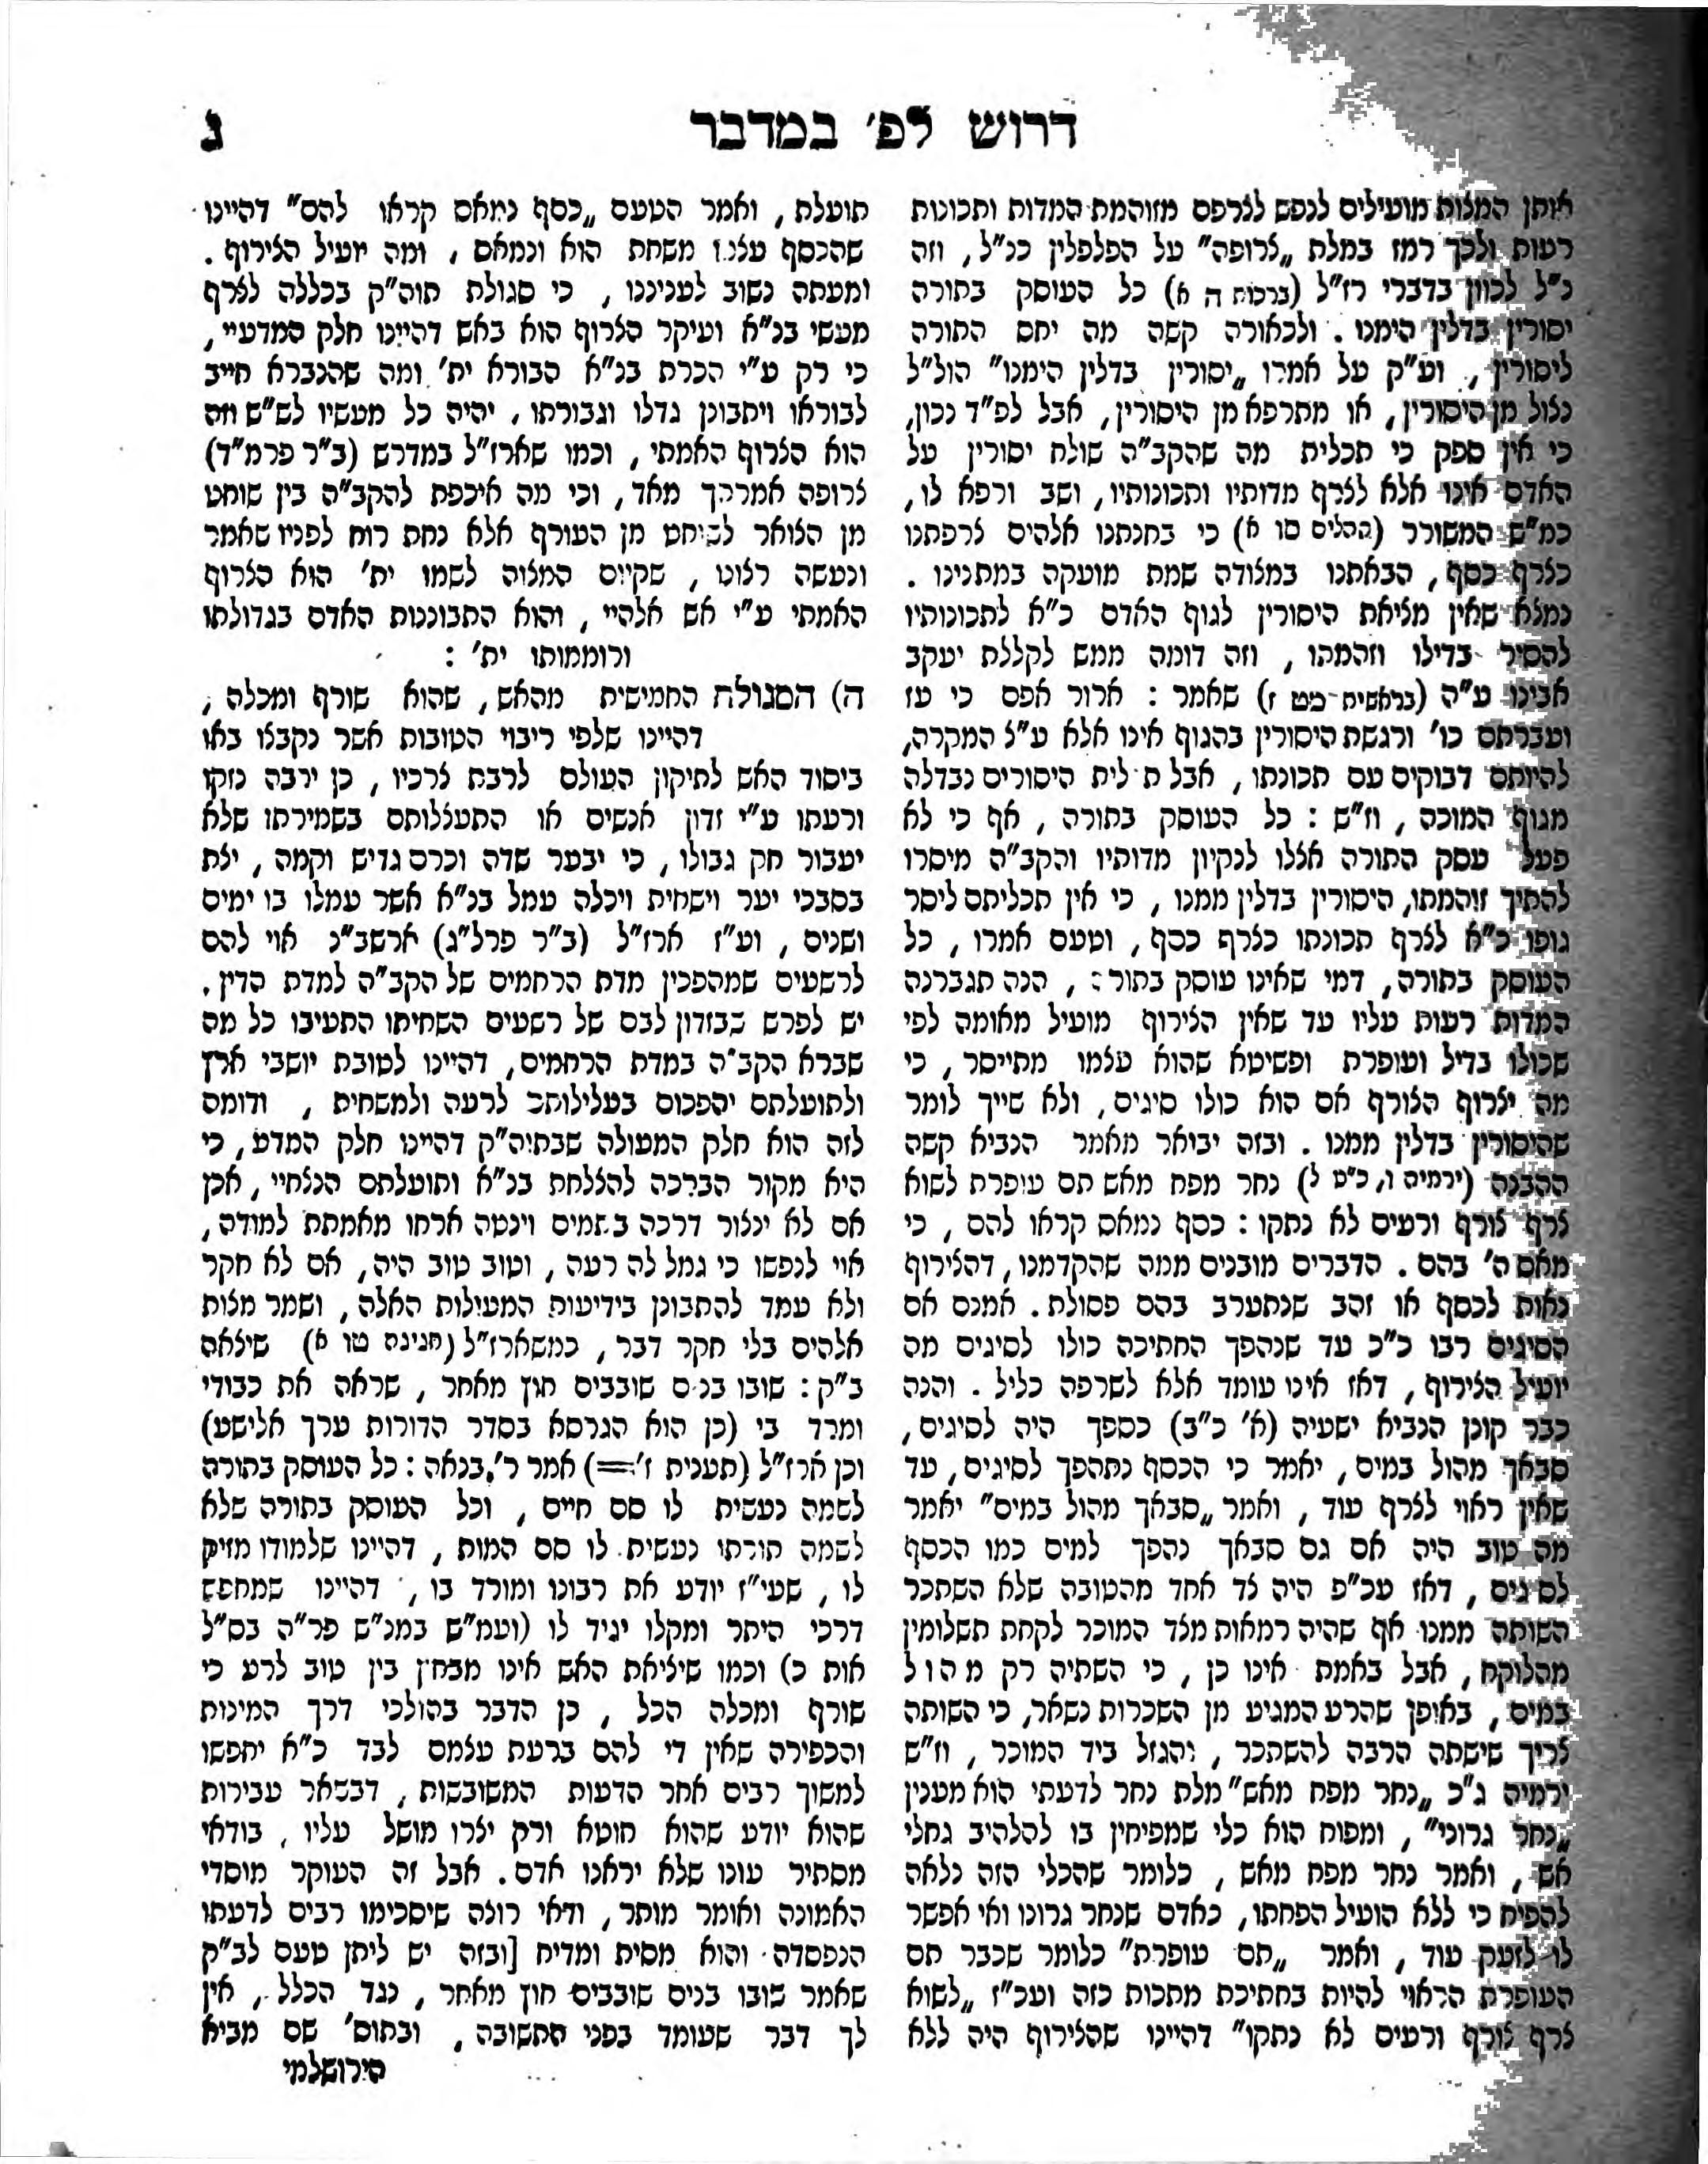 דרוש לפ׳ במדבר
ג
אותן המצות מועילים לנפש לצרפם מזוהמת המדות ותכונות
רעות ולכך רמז במלת „צרופה” על הפלפלין כנ"ל, וזה
נ"ל לכוון בדברי רז"ל (ברכות ה א) כל העוסק בתורה
יסורין בדלין הימנו. ולכאורה קשה מה יחס התורה
ליסורין, וע"ק על אמרו „יסורין בדלין הימנו” הול"ל
נצול מן היסורין, או מתרפא מן היסורין, אבל לפ"ד נכון,
כי אין ספק כי תכלית מה שהקב"ה שולח יסורין על
האדם אינו אלא לצרף מדותיו ותכונותיו, ושב ורפא לו,
כמ"ש המשורר (תהלים סו א) כי בחנתנו אלהים צרפתנו
כצרף כסף, הבאתנו במצודה שמת מועקה במתנינו.
נמצא שאין מציאת היסורין לגוף האדם כ"א לתכונותיו
להסיר בדילו וזהמתו, וזה דומה ממש לקללת יעקב
אבינו ע"ה (בראשית מט ז) שאמר: ארור אפם כי עז
ועברתם כו׳ ורגשת היסורין בהגוף אינו אלא ע"צ המקרה,
להיותם דבוקים עם תכונתו, אבל ת לית היסורים נבדלה
מגוף המוכה, וז"ש: כל העוסק בתורה, אף כי לא
פעל עסק התורה אצלו לנקיון מדותיו והקב"ה מיסרו
להתיך זוהמתו, היסורין בדלין ממנו, כי אין תכליתם ליסר
גופו כ"א לצרף תכונתו כצרף כסף, וטעם אמרו, כל
העוסק בתורה, דמי שאינו עוסק בתורה, הנה תגברנה
המדות רעות עליו עד שאין הצירוף מועיל מאומה לפי
שכולו בדיל ועופרת ופשיטא שהוא עצמו מתייסר, כי
מה יצרוף הצורף אם הוא כולו סיגים, ולא שייך לומר
שהיסורין בדלין ממנו. ובזה יבואר מאמר הנביא קשה
ההבנה (ירמיה ו, כ"ט ל) נחר מפח מאש תם עופרת לשוא
צרף צורף ורעים לא נתקו: כסף נמאס קראו להם, כי
מאס ה׳ בהם. הדברים מובנים ממה שהקדמנו, דהצירוף
נאות לכסף או זהב שנתערב בהם פסולת. אמנם אם
הסיגים רבו כ"כ עד שנהפך החתיכה כולו לסיגים מה
יועיל הצירוף, דאז אינו עומד אלא לשרפה כליל. והנה
כבר קונן הנביא ישעיה (א׳ כ"ב) כספך היה לסיגים,
סבאך מהול במים, יאמר כי הכסף נתהפך לסיגים, עד
שאין ראוי לצרף עוד, ואמר „סבאך מהול במים” יאמר
מה טוב היה אם גם סבאך נהפך למים כמו הכסף
לסיגים, דאז עכ"פ היה צד אחד מהטובה שלא השתכר
השותה ממנו אף שהיה רמאות מצד המוכר לקחת תשלומין
מהלוקח, אבל באמת אינו כן, כי השתיה רק מהול
במים, באופן שהרע המגיע מן השכרות נשאר, כי השותה
צריך שישתה הרבה להשתכר, והגזל ביד המוכר, וז"ש
ירמיה ג"כ „נחר מפח מאש” מלת נחר לדעתי הוא מענין
„נחר גרוני”, ומפוח הוא כלי שמפיחין בו להלהיב גחלי
אש, ואמר נחר מפח מאש, כלומר שהכלי הזה נלאה
להפיח כי ללא הועיל הפחתו, כאדם שנחר גרונו ואי אפשר
לו לזעק עוד, ואמר „תם עופרת” כלומר שכבר תם
העופרת הראוי להיות בחתיכת מתכות כזה ועכ"ז „לשוא
צרף צורף ורעים לא נתקו” דהיינו שהצירוף היה ללא
תועלת, ואמר הטעם „כסף נמאס קראו להם” דהיינו
שהכסף עצמו משחת הוא ונמאס, ומה יועיל הצירוף.
ומעתה נשוב לעניננו, כי סגולת תוה"ק בכללה לצרף
מעשי בנ"א ועיקר הצרוף הוא באש דהיינו חלק המדעיי,
כי רק ע"י הכרת בנ"א הבורא ית׳ ומה שהנברא חייב
לבוראו ויתבונן גדלו וגבורתו, יהיה כל מעשיו לש"ש וזה
הוא הצרוף האמתי, וכמו שארז"ל במדרש (ב"ר פרמ"ד)
צרופה אמרתך מאד, וכי מה איכפת להקב"ה בין שוחט
מן הצואר לשוחט מן העורף אלא נחת רוח לפניו שאמר
ונעשה רצונו, שקיום המצוה לשמו ית׳ הוא הצרוף
האמתי ע"י אש אלהיי, והוא התבוננות האדם בגדולתו
ורוממותו ית׳:
ה) הסגולה החמישית מהאש, שהוא שורף ומכלה,
דהיינו שלפי ריבוי הטובות אשר נקבצו באו
ביסוד האש לתיקון העולם לרבת צרכיו, כן ירבה נזקו
ורעתו ע"י זדון אנשים או התעצלותם בשמירתו שלא
יעבור חק גבולו, כי יבער שדה וכרם גדיש וקמה, יצת
בסבכי יער וישחית ויכלה עמל בנ"א אשר עמלו בו ימים
ושנים, וע"ז ארז"ל (ב"ר פרל"ג) ארשב"נ אוי להם
לרשעים שמהפכין מדת הרחמים של הקב"ה למדת הדין.
יש לפרש שבזדון לבם של רשעים השחיתו התעיבו כל מה
שברא הקב"ה במדת הרחמים, דהיינו לטובת יושבי ארץ
ולתועלתם יהפכום בעלילותם לרעה ולמשחית, ודומה
לזה הוא חלק המעולה שבתוה"ק דהיינו חלק המדע, כי
היא מקור הברכה להצלחת בנ"א ותועלתם הנצחיי, אכן
אם לא ינצור דרכה בתמים וינטה ארחו מאמתת למודה,
אוי לנפשו כי גמל לה רעה, וטוב טוב היה, אם לא חקר
ולא עמד להתבונן בידיעות המעולות האלה, ושמר מצות
אלהים בלי חקר דבר, כמשארז"ל (חגיגה טו א) שיצאה
ב"ק: שובו בנים שובבים חוץ מאחר, שראה את כבודי
ומרד בי (כן הוא הגרסא בסדר הדורות ערך אלישע)
וכן ארז"ל (תענית ז׳) אמר ר׳ בנאה: כל העוסק בתורה
לשמה נעשית לו סם חיים, וכל העוסק בתורה שלא
לשמה תורתו נעשית לו סם המות, דהיינו שלמודו מזיק
לו, שעי"ז יודע את רבונו ומורד בו, דהיינו שמחפש
דרכי היתר ומקלו יגיד לו (ועמ"ש במנ"ש פר"ה בס"ל
אות כ) וכמו שיציאת האש אינו מבחין בין טוב לרע כי
שורף ומכלה הכל, כן הדבר בהולכי דרך המינות
והכפירה שאין די להם ברעת עצמם לבד כ"א יחפשו
למשוך רבים אחר הדעות המשובשות, דבשאר עבירות
שהוא יודע שהוא חוטא ורק יצרו מושל עליו, בודאי
מסתיר עונו שלא יראנו אדם. אבל זה העוקר מוסדי
האמונה ואומר מותר, ודאי רוצה שיסכימו רבים לדעתו
הנפסדה והוא מסית ומדיח [ובזה יש ליתן טעם לב"ק
שאמר שובו בנים שובבים חוץ מאחר, נגד הכלל, אין
לך דבר שעומד בפני התשובה, ובתוס׳ שם מביא
הירושלמי